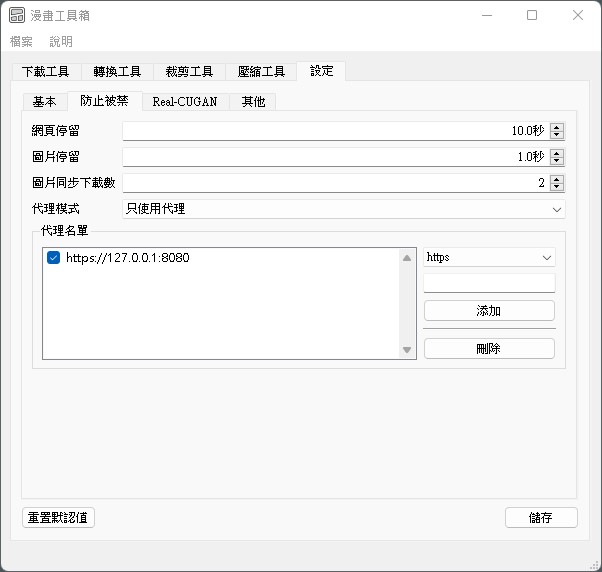 漫畫工具箱
檔案 說明
下載工具 轉換工具 裁剪工具 壓縮工具 設定
基本 防止被禁 Real-CUGAN 其他
網頁停留 10.0秒
圖片停留 1.0秒
圖片同步下載數 2
代理模式 只使用代理
代理名單
https://127.0.0.1:8080 https
添加
刪除
重置默認值 儲存